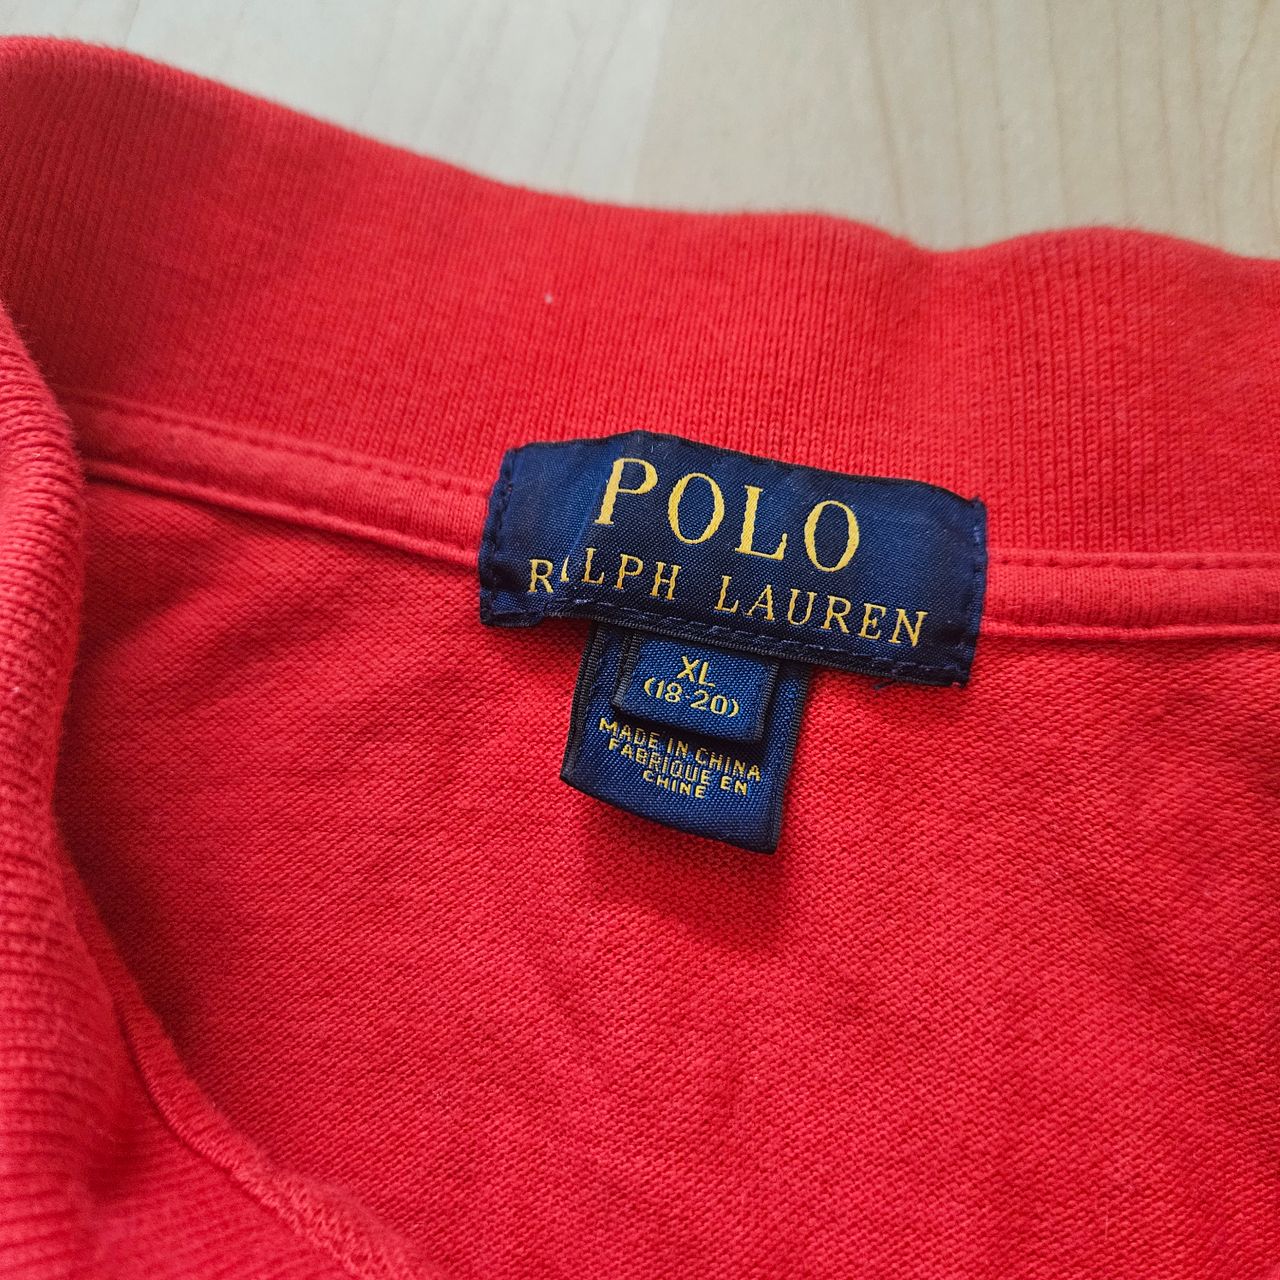 POLO
RALPH LAUREN
XL
(18-20)
MADE IN CHINA
FABRIQUE EN
CHINE